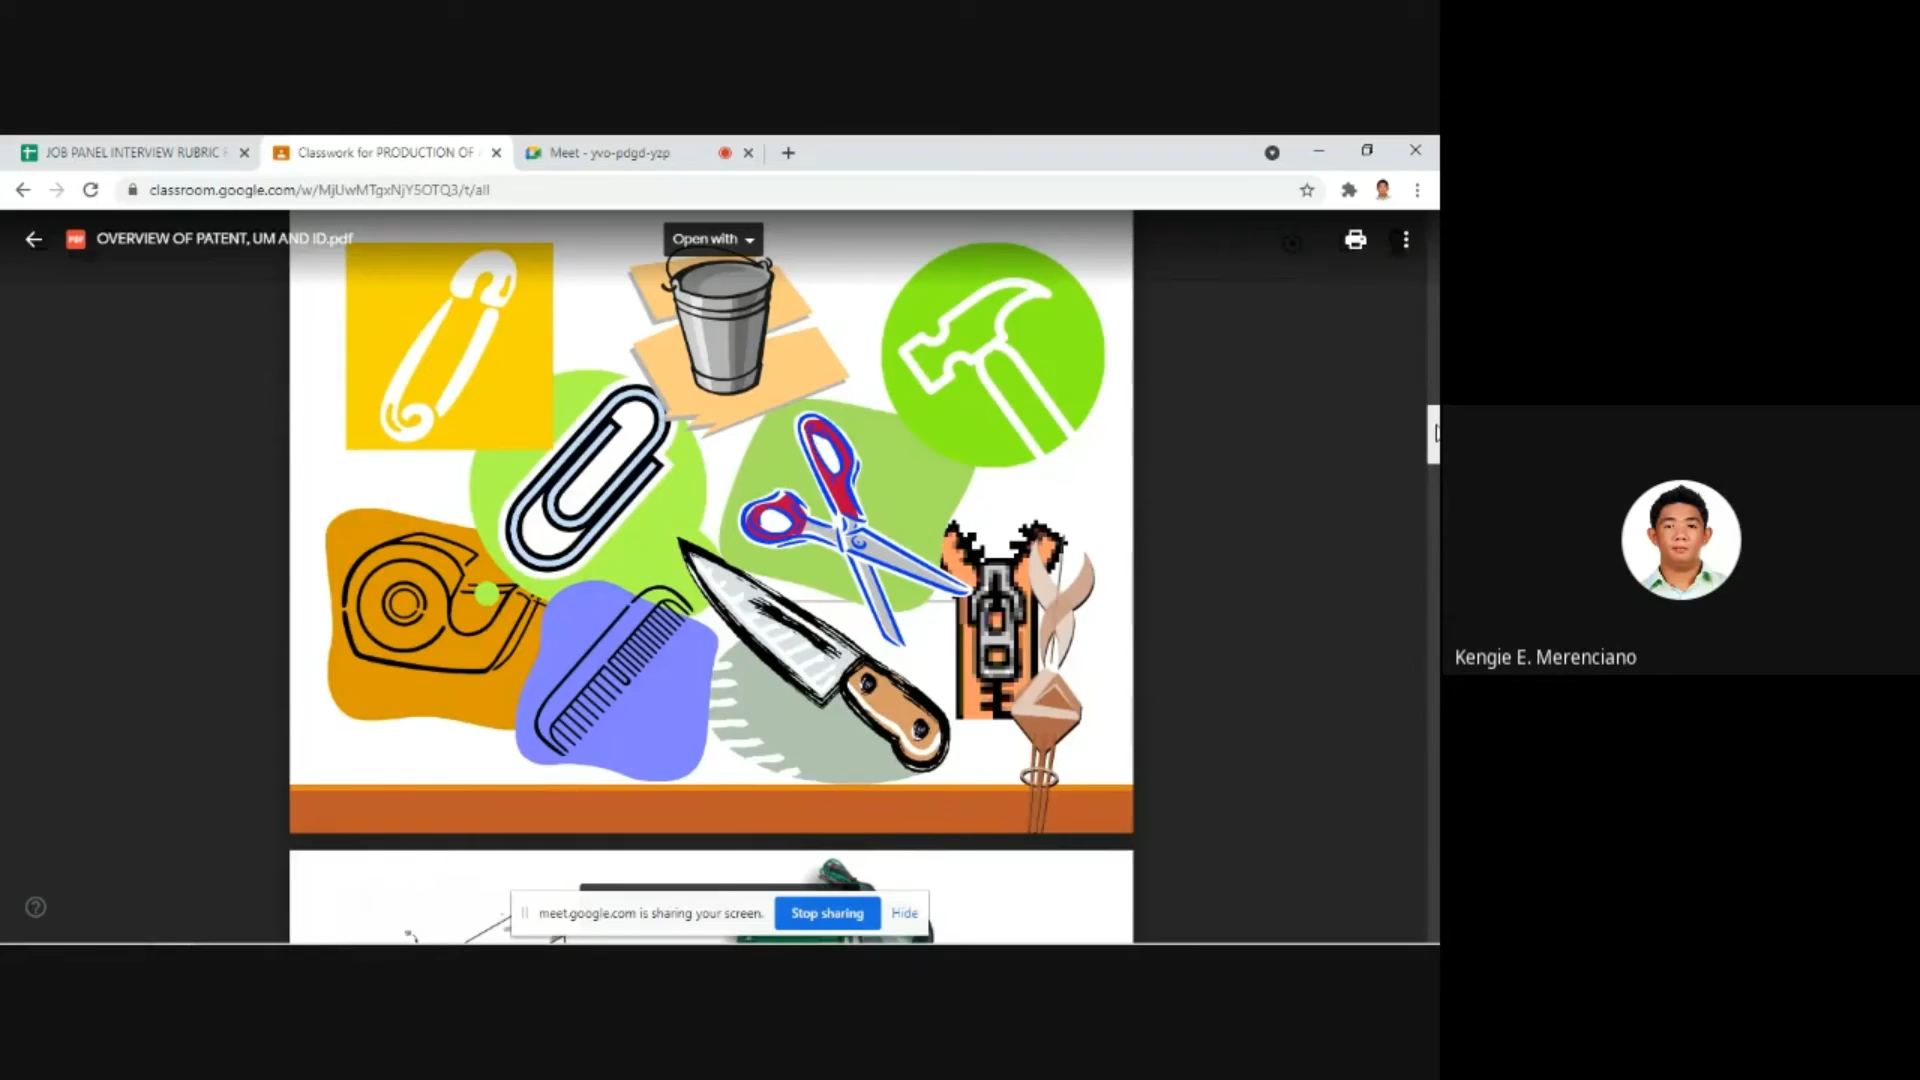 JOB PANEL INTERVIEW RUBRIC
Classwork for PRODUCTION OF
Meet - yvo-pdgd-yzp
classroom.google.com/w/MjUwMTgxNjY5OTQ3/t/all
PDF
OVERVIEW OF PATENT, UM AND ID.pdf
Open with
Kengie E. Merenciano
meet.google.com is sharing your screen.
Stop sharing
Hide